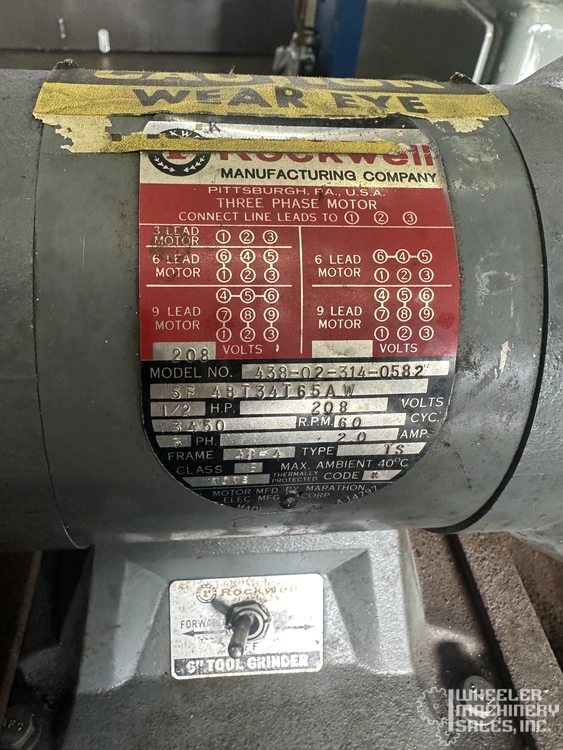 CAUTION
WEAR EYE
KW
Rockwell
MANUFACTURING COMPANY
PITTSBURGH, PA., U.S.A.
THREE PHASE MOTOR
CONNECT LINE LEADS TO ① ② ③
3 LEAD MOTOR ① ② ③
6 LEAD MOTOR ⑥ ④ ⑤
① ② ③
6 LEAD MOTOR ⑥-④-⑤
① ② ③
9 LEAD MOTOR ④-⑤-⑥
⑦ ⑧ ⑨
① ② ③
9 LEAD MOTOR ④ ⑤ ⑥
⑦ ⑧ ⑨
① ② ③
208 VOLTS VOLTS
MODEL NO. A38-02-314-0582
5F 48T34T65AW
1/2 H.P. 208 VOLTS
3450 R.P.M. 60 CYC.
3 PH. 2.0 AMP
FRAME TYPE
CLASS MAX. AMBIENT 40°C
THERMALLY PROTECTED CODE
MOTOR MFD BY MARATHON
ELEC MFG CORP
A-14797
Rockwell
6" TOOL GRINDER
WHEELER
MACHINERY
SALES, INC.